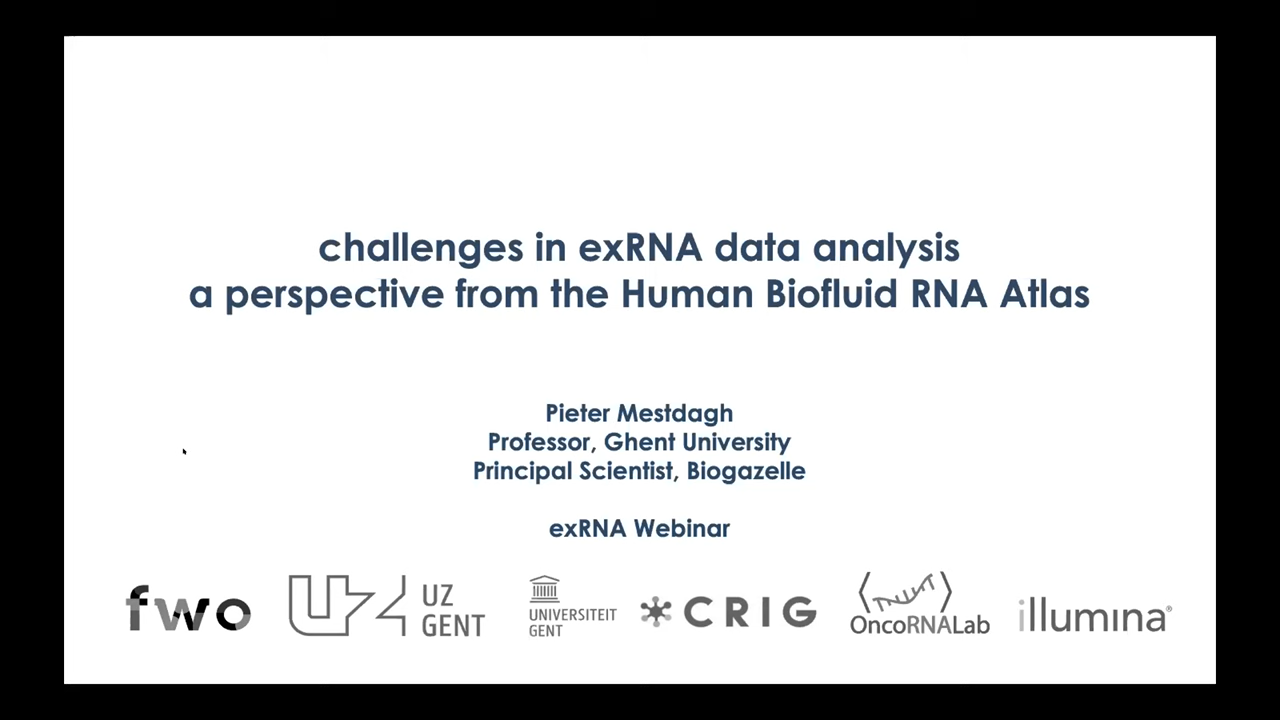 challenges in exRNA data analysis
a perspective from the Human Biofluid RNA Atlas
Pieter Mestdagh
Professor, Ghent University
Principal Scientist, Biogazelle
exRNA Webinar
fwo
UZ
UZ
GENT
UNIVERSITEIT
GENT
CRIG
OncoRNALab
illumina®